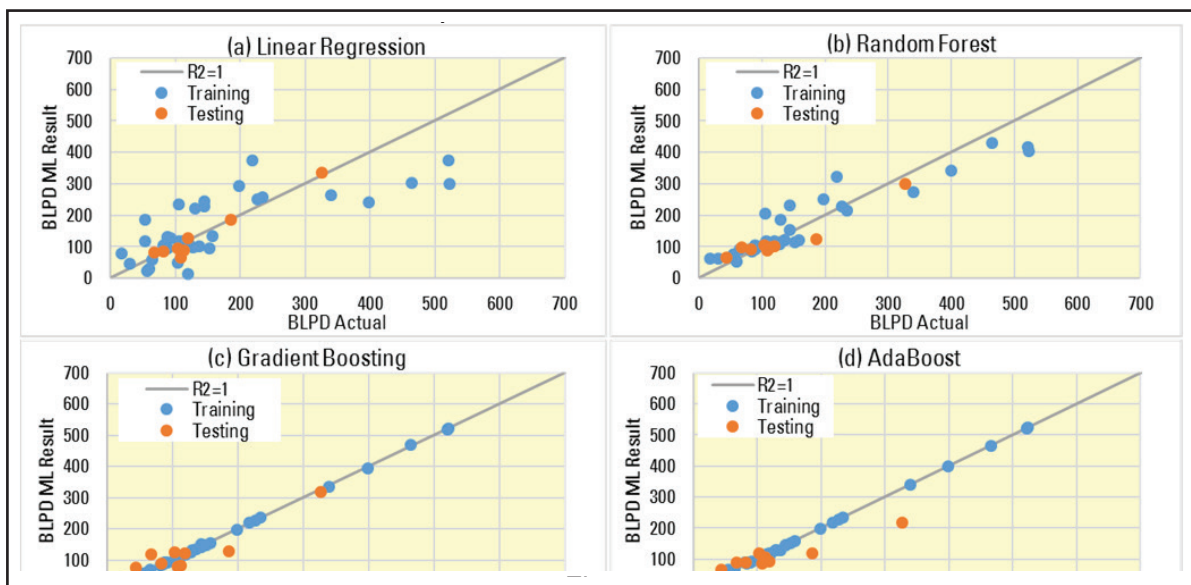 (a) Linear Regression
700
600
500
400
300
200
100
0
BLPD ML Result
R2=1
Training
Testing
0 100 200 300 400 500 600 700
BLPD Actual
(b) Random Forest
700
600
500
400
300
200
100
0
BLPD ML Result
R2=1
Training
Testing
0 100 200 300 400 500 600 700
BLPD Actual
(c) Gradient Boosting
700
600
500
400
300
200
100
BLPD ML Result
R2=1
Training
Testing
(d) AdaBoost
700
600
500
400
300
200
100
BLPD ML Result
R2=1
Training
Testing